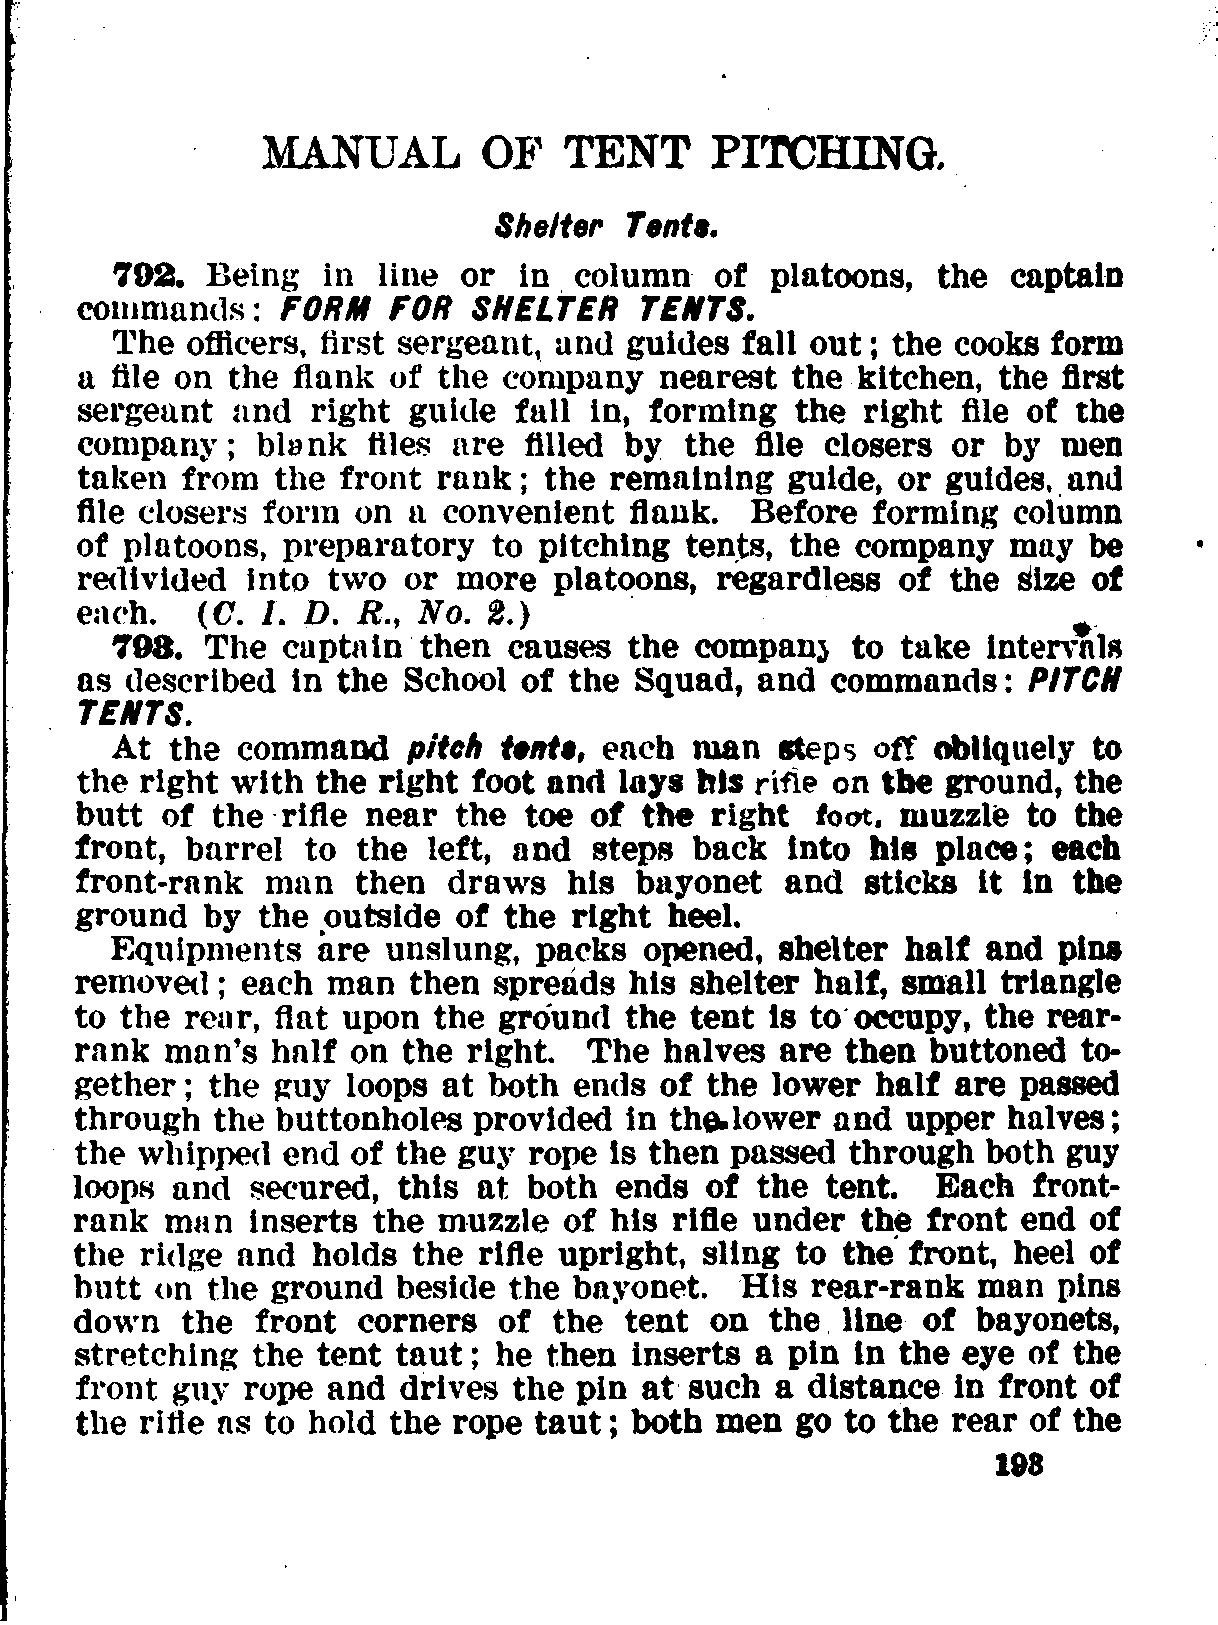 MANUAL OF TENT PITCHING.
Shelter Tents.
792. Being in line or in column of platoons, the captain
commands: FORM FOR SHELTER TENTS.
The officers, first sergeant, and guides fall out; the cooks form
a file on the flank of the company nearest the kitchen, the first
sergeant and right guide fall in, forming the right file of the
company; blank files are filled by the file closers or by men
taken from the front rank; the remaining guide, or guides, and
file closers form on a convenient flank. Before forming column
of platoons, preparatory to pitching tents, the company may be
redivided into two or more platoons, regardless of the size of
each. (C. I. D. R., No. 2.)
793. The captain then causes the company to take intervals
as described in the School of the Squad, and commands: PITCH
TENTS.
At the command pitch tents, each man steps off obliquely to
the right with the right foot and lays his rifle on the ground, the
butt of the rifle near the toe of the right foot, muzzle to the
front, barrel to the left, and steps back into his place; each
front-rank man then draws his bayonet and sticks it in the
ground by the outside of the right heel.
Equipments are unslung, packs opened, shelter half and pins
removed; each man then spreads his shelter half, small triangle
to the rear, flat upon the ground the tent is to occupy, the rear-
rank man's half on the right. The halves are then buttoned to-
gether; the guy loops at both ends of the lower half are passed
through the buttonholes provided in the lower and upper halves;
the whipped end of the guy rope is then passed through both guy
loops and secured, this at both ends of the tent. Each front-
rank man inserts the muzzle of his rifle under the front end of
the ridge and holds the rifle upright, sling to the front, heel of
butt on the ground beside the bayonet. His rear-rank man pins
down the front corners of the tent on the line of bayonets,
stretching the tent taut; he then inserts a pin in the eye of the
front guy rope and drives the pin at such a distance in front of
the rifle as to hold the rope taut; both men go to the rear of the
193